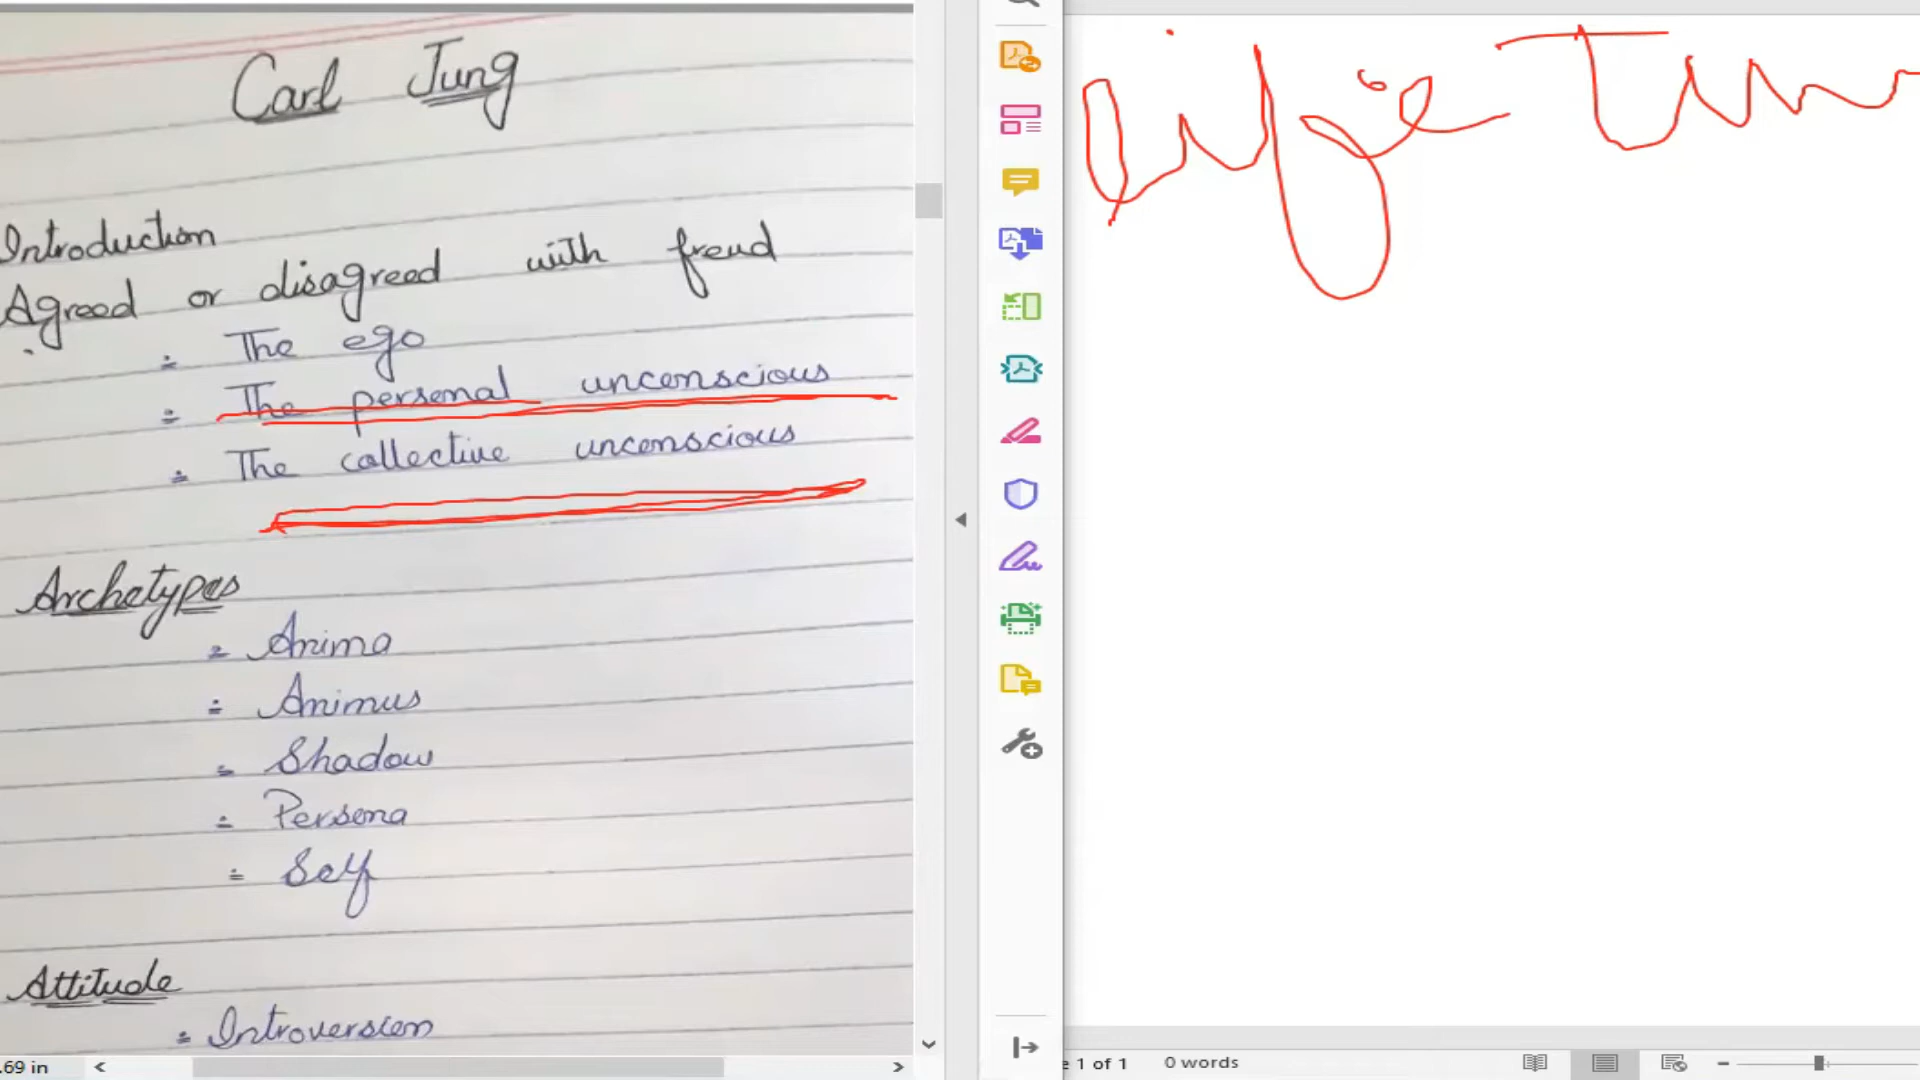 Carl Jung
Introduction
Agreed or disagreed with freud
The ego
The personal unconscious
The collective unconscious
Archetypes
Anima
Animus
Shadow
Persona
Self
Attitude
Introversion
.69 in
life
1 of 1
0 words